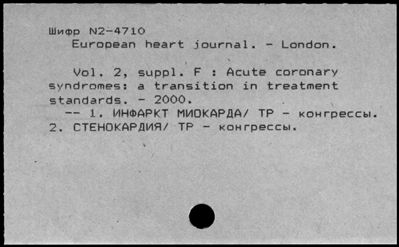 Шифр N2-4710
European heart journal. - London.
Vol. 2, suppl. F : Acute coronary
syndromes: a transition in treatment
standards. - 2000.
-- 1. ИНФАРКТ МИОКАРДА/ ТР - конгрессы.
2. СТЕНОКАРДИЯ/ ТР - конгрессы.